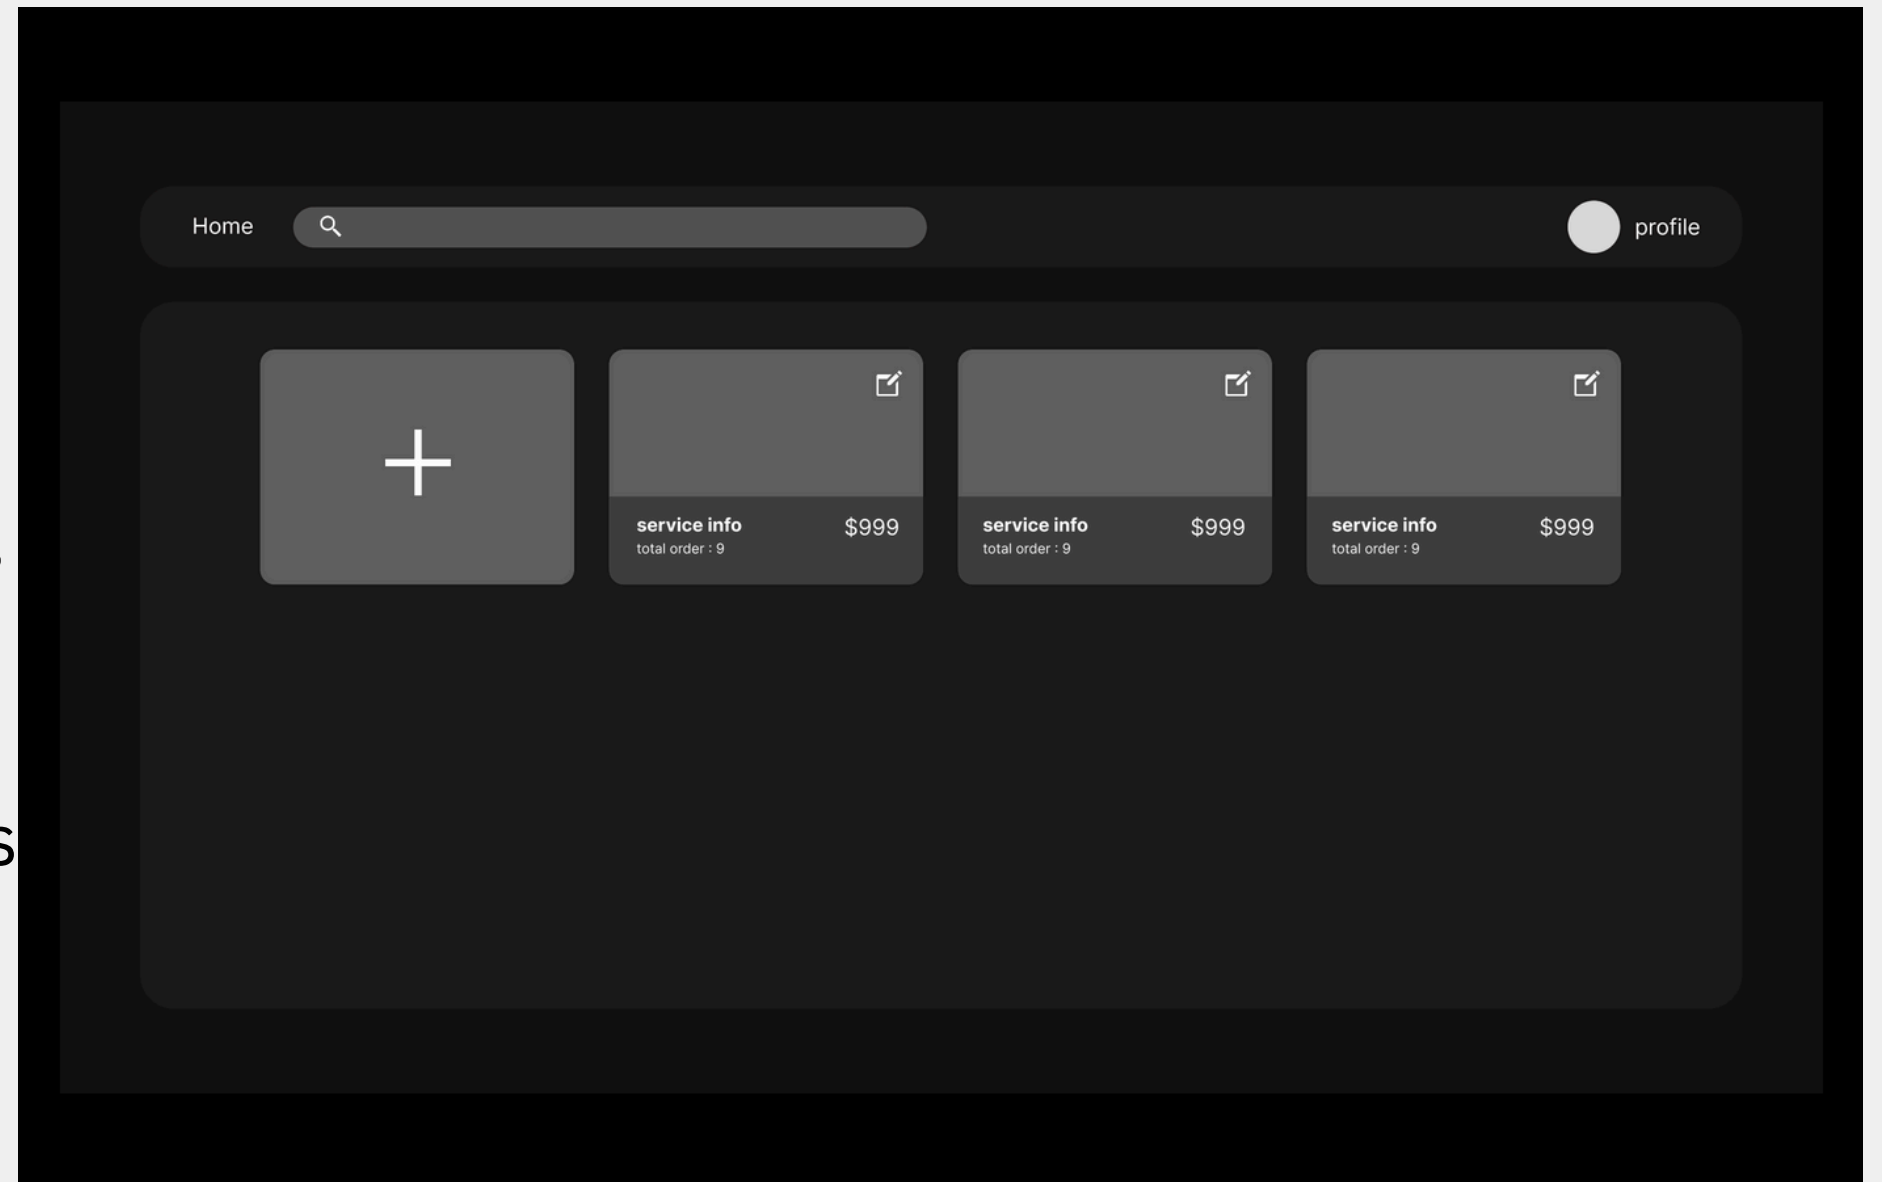 Home
profile
service info
$999
total order : 9
service info
$999
total order : 9
service info
$999
total order : 9
s